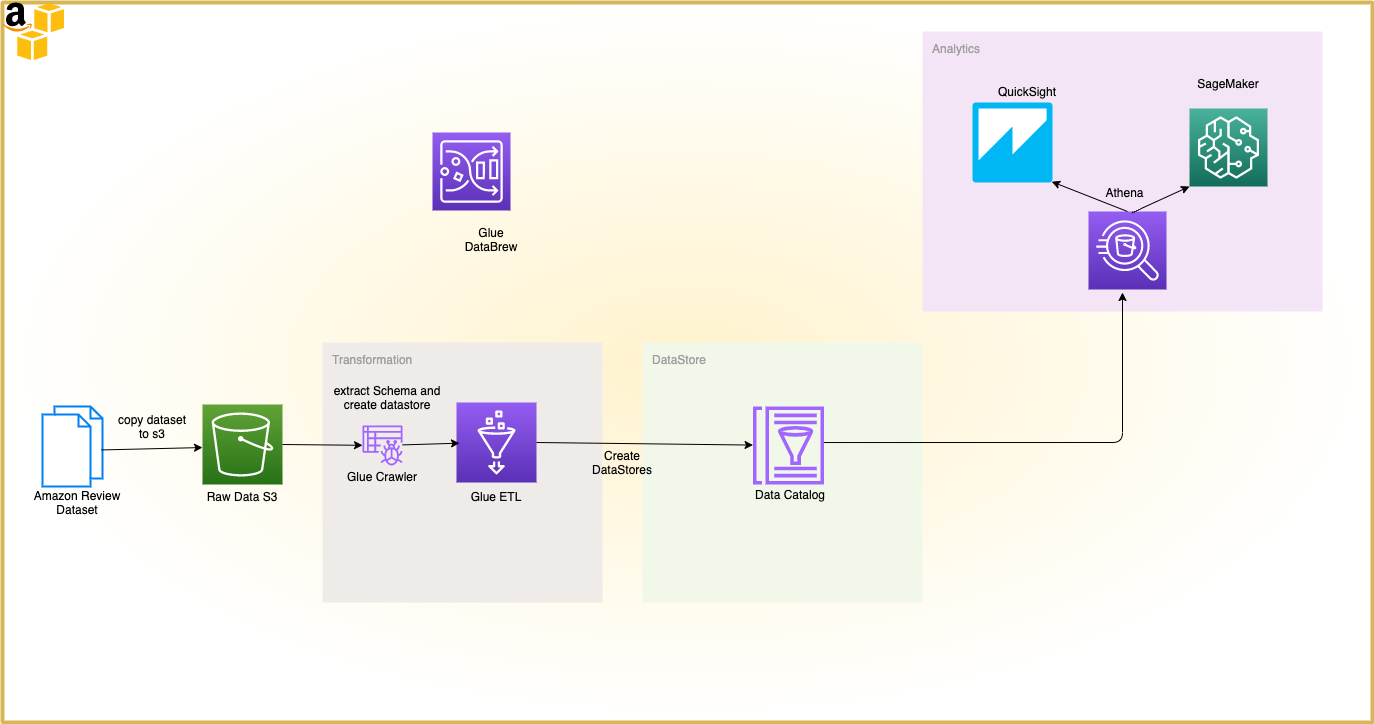 a
Analytics
QuickSight
SageMaker
Athena
Glue
DataBrew
Transformation
DataStore
extract Schema and
create datastore
copy dataset
to s3
Amazon Review
Dataset
Raw Data S3
Glue Crawler
Glue ETL
Create
DataStores
Data Catalog